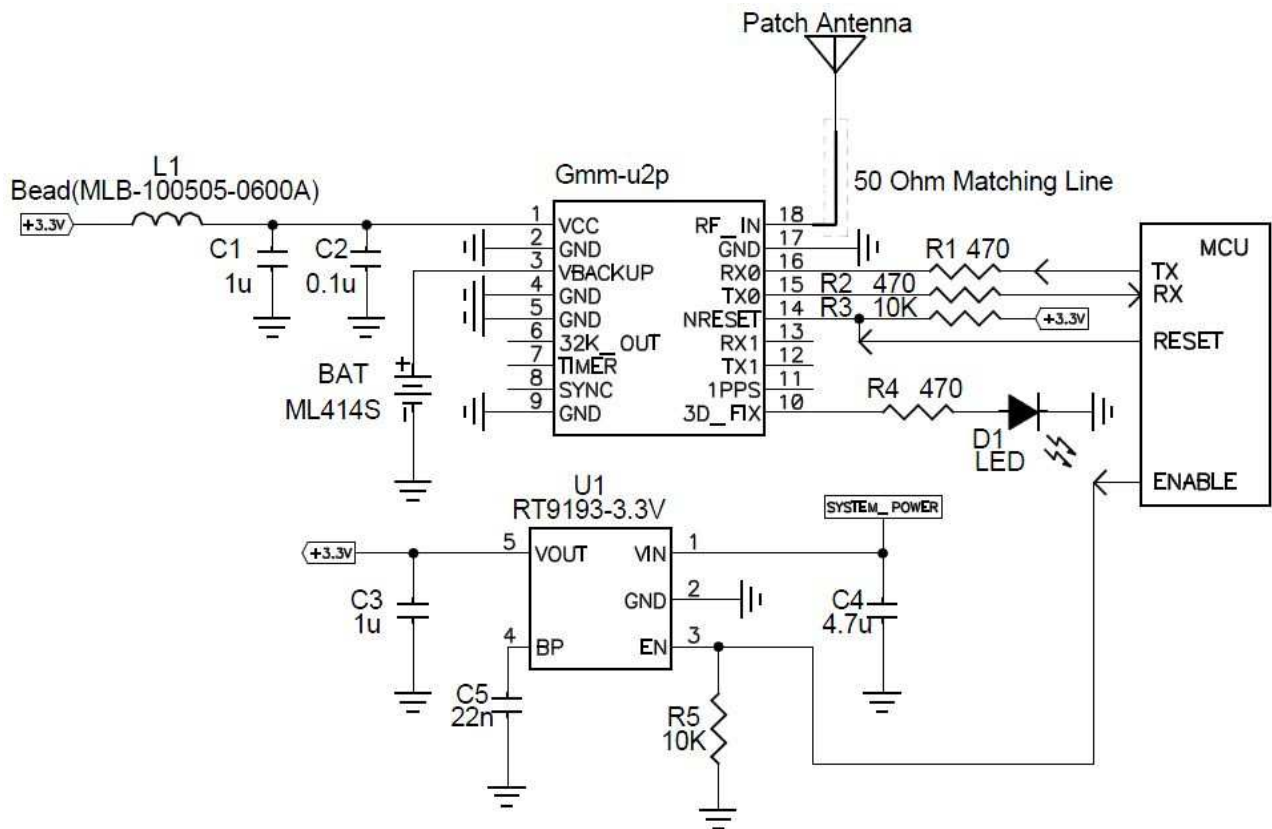 Patch Antenna
L1
Bead(MLB-100505-0600A)
+3.3V
C1
1u
C2
0.1u
Gmm-u2p
50 Ohm Matching Line
1 VCC
2 GND
3 VBACKUP
4 GND
5 GND
6 32K_OUT
7 TIMER
8 SYNC
9 GND
RF_IN 18
GND 17
RX0 16
TX0 15
NRESET 14
RX1 13
TX1 12
1PPS 11
3D_FIX 10
R1 470
R2 470
R3 10K
+3.3V
R4 470
D1
LED
MCU
TX
RX
RESET
ENABLE
+
BAT
ML414S
U1
RT9193-3.3V
SYSTEM_POWER
+3.3V
5 VOUT
VIN 1
GND 2
4 BP
EN 3
C3
1u
C4
4.7u
C5
22n
R5
10K